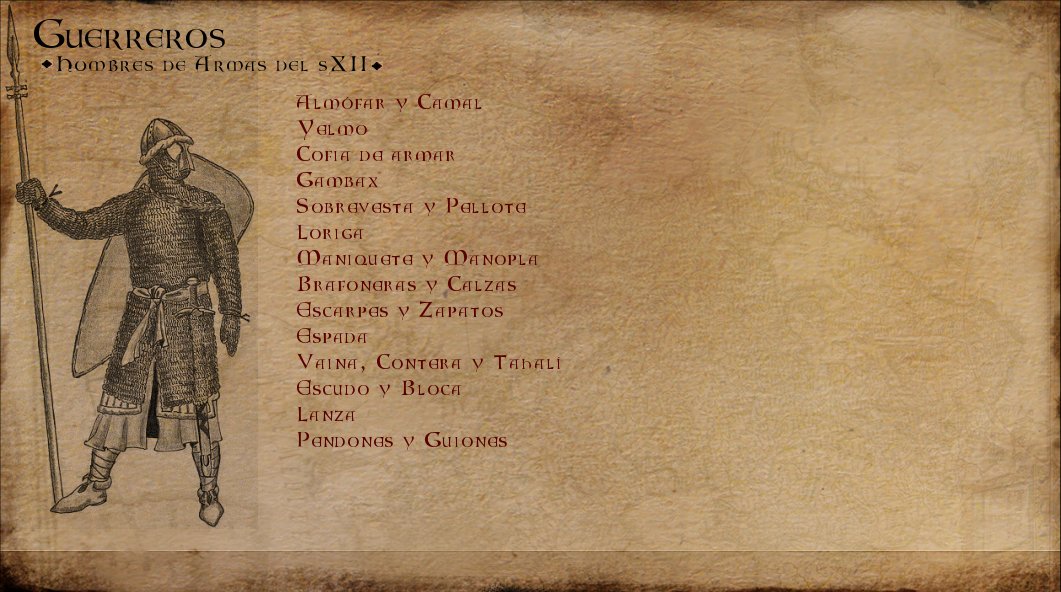 Guerreros
Hombres de Armas del sXII
Almófar y Camal
Yelmo
Cofia de armar
Gambax
Sobrevesta y Pellote
Loriga
Maniquete y Manopla
Brafoneras y Calzas
Escarpes y Zapatos
Espada
Vaina, Contera y Tahalí
Escudo y Bloca
Lanza
Pendones y Guiones